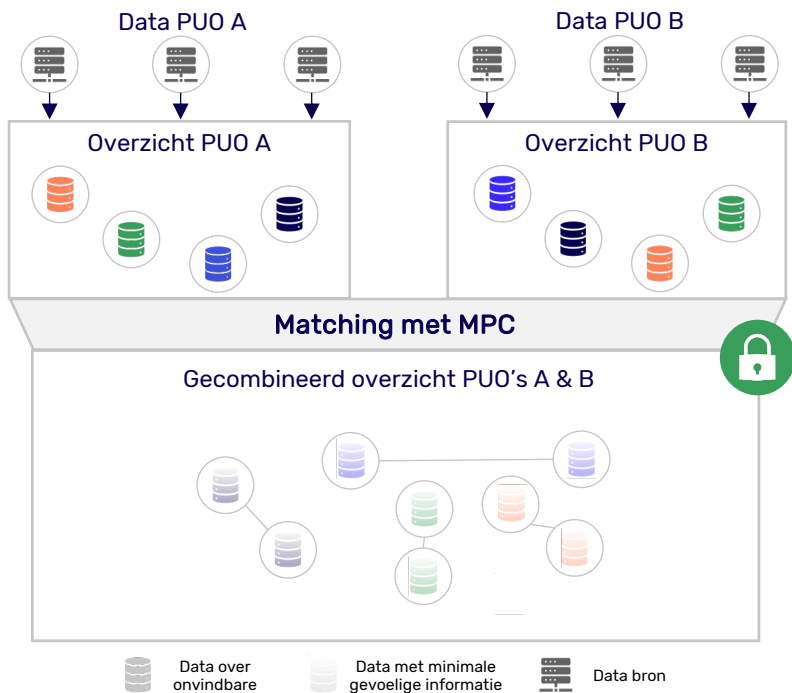 Data PUO A
Data PUO B
Overzicht PUO A
Overzicht PUO B
Matching met MPC
Gecombineerd overzicht PUO's A & B
Data over
onvindbare
Data met minimale
gevoelige informatie
Data bron